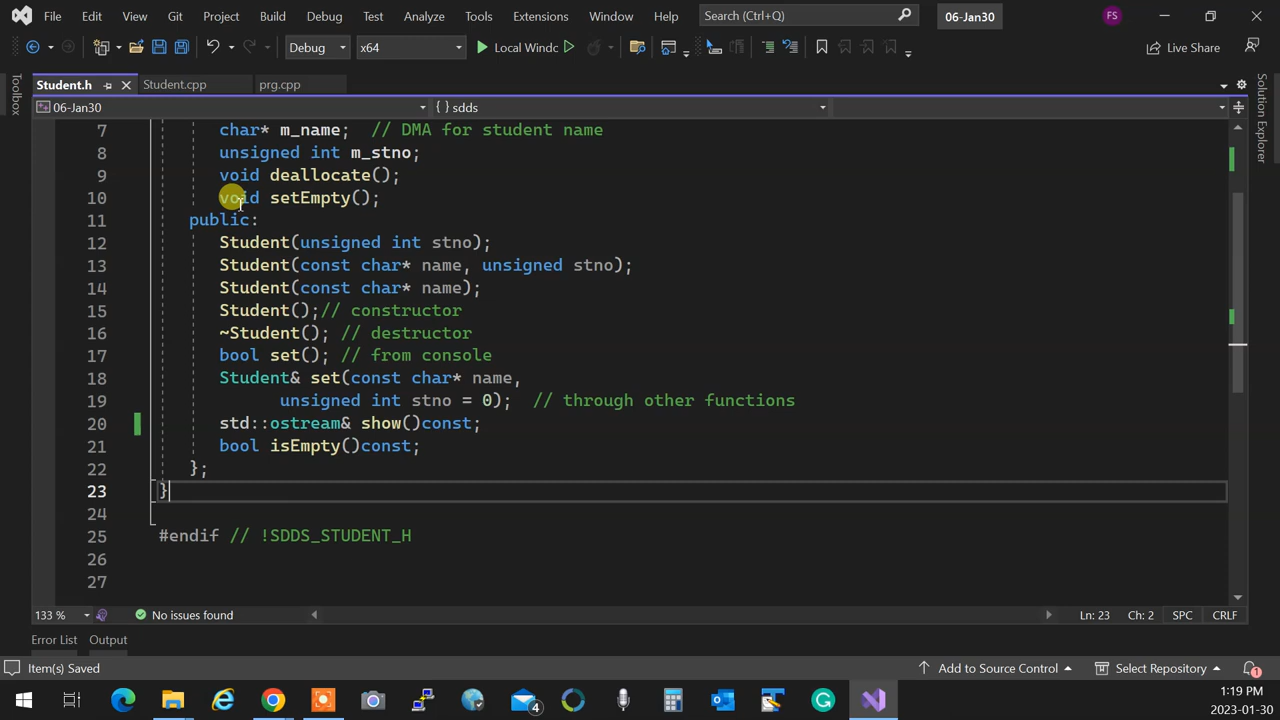 File Edit View Git Project Build Debug Test Analyze Tools Extensions Window Help Search (Ctrl+Q) 06-Jan30 FS
Debug x64 Local Windc Live Share
Student.h Student.cpp prg.cpp
06-Jan30 { } sdds
Toolbox
Solution Explorer
7 char* m_name; // DMA for student name
8 unsigned int m_stno;
9 void deallocate();
10 void setEmpty();
11 public:
12 Student(unsigned int stno);
13 Student(const char* name, unsigned stno);
14 Student(const char* name);
15 Student();// constructor
16 ~Student(); // destructor
17 bool set(); // from console
18 Student& set(const char* name,
19 unsigned int stno = 0); // through other functions
20 std::ostream& show()const;
21 bool isEmpty()const;
22 };
23 }
24
25 #endif // !SDDS_STUDENT_H
26
27
133 % No issues found Ln: 23 Ch: 2 SPC CRLF
Error List Output
Item(s) Saved Add to Source Control Select Repository 1
4 1:19 PM
2023-01-30